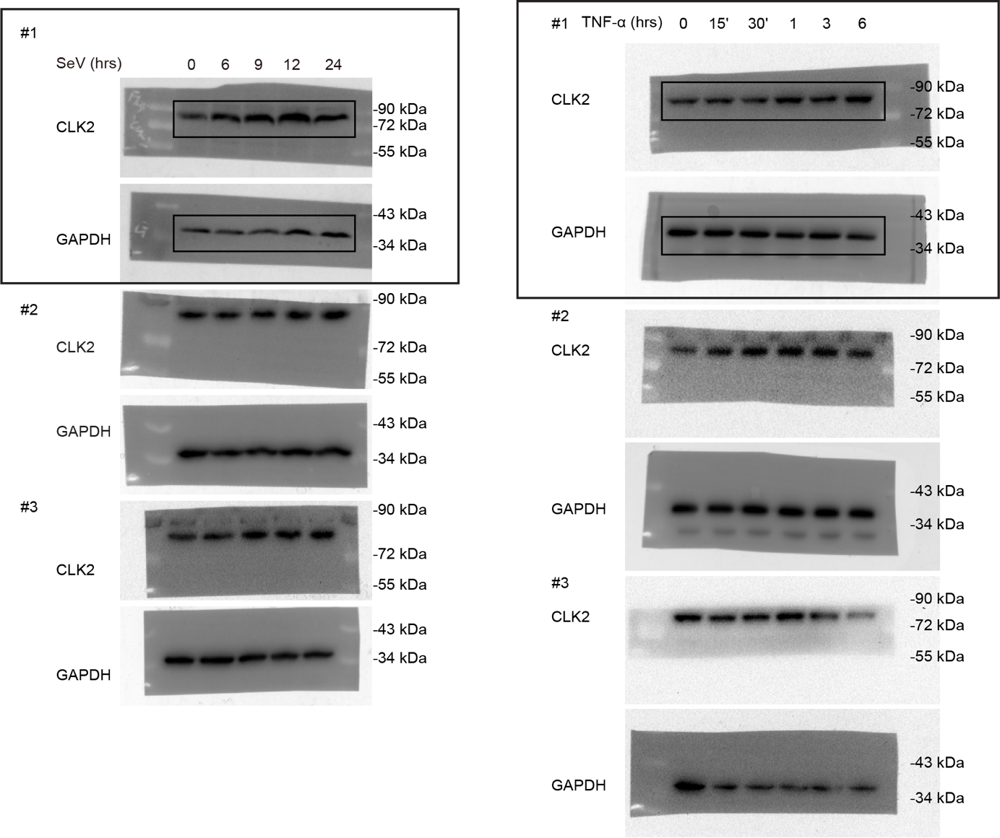 #1
SeV (hrs) 0 6 9 12 24
CLK2
-90 kDa
-72 kDa
-55 kDa
GAPDH
-43 kDa
-34 kDa
#2
CLK2
-90 kDa
-72 kDa
-55 kDa
GAPDH
-43 kDa
-34 kDa
#3
CLK2
-90 kDa
-72 kDa
-55 kDa
GAPDH
-43 kDa
-34 kDa
#1 TNF-α (hrs) 0 15' 30' 1 3 6
CLK2
-90 kDa
-72 kDa
-55 kDa
GAPDH
-43 kDa
-34 kDa
#2
CLK2
-90 kDa
-72 kDa
-55 kDa
GAPDH
-43 kDa
-34 kDa
#3
CLK2
-90 kDa
-72 kDa
-55 kDa
GAPDH
-43 kDa
-34 kDa